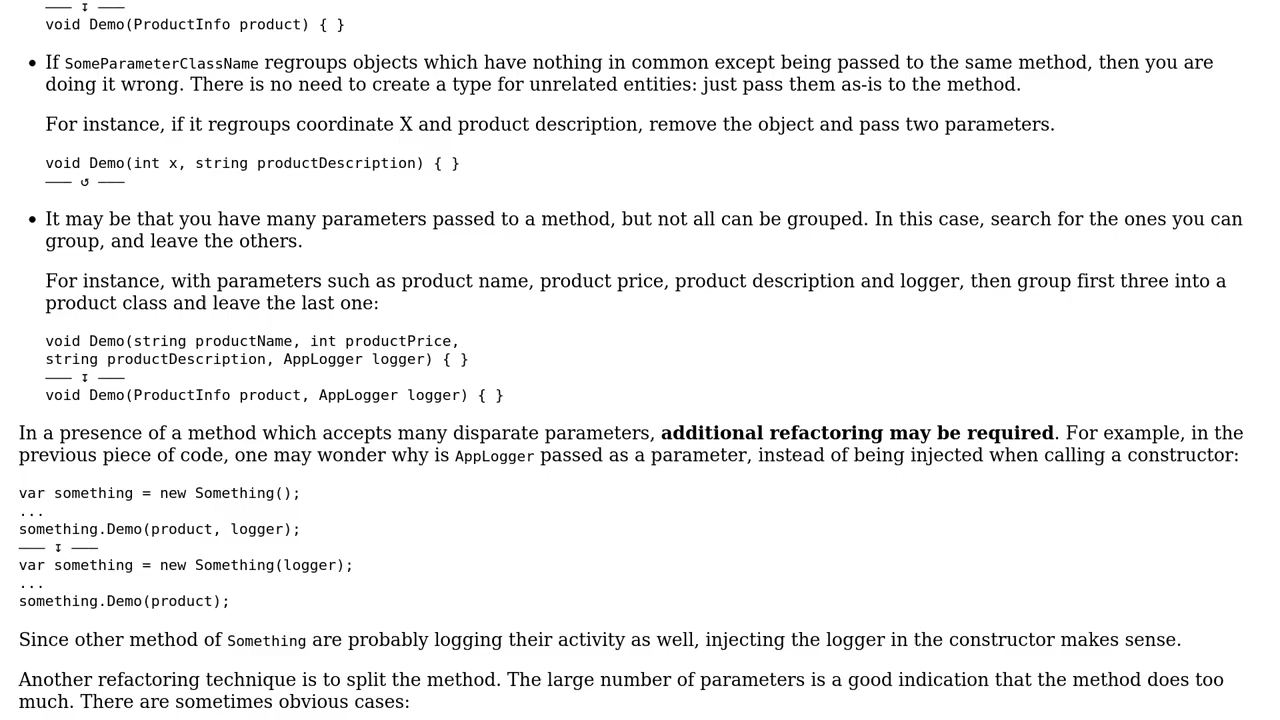 ——— ↧ ———
void Demo(ProductInfo product) { }
• If SomeParameterClassName regroups objects which have nothing in common except being passed to the same method, then you are
doing it wrong. There is no need to create a type for unrelated entities: just pass them as-is to the method.
For instance, if it regroups coordinate X and product description, remove the object and pass two parameters.
void Demo(int x, string productDescription) { }
——— ↺ ———
• It may be that you have many parameters passed to a method, but not all can be grouped. In this case, search for the ones you can
group, and leave the others.
For instance, with parameters such as product name, product price, product description and logger, then group first three into a
product class and leave the last one:
void Demo(string productName, int productPrice,
string productDescription, AppLogger logger) { }
——— ↧ ———
void Demo(ProductInfo product, AppLogger logger) { }
In a presence of a method which accepts many disparate parameters, additional refactoring may be required. For example, in the
previous piece of code, one may wonder why is AppLogger passed as a parameter, instead of being injected when calling a constructor:
var something = new Something();
...
something.Demo(product, logger);
——— ↧ ———
var something = new Something(logger);
...
something.Demo(product);
Since other method of Something are probably logging their activity as well, injecting the logger in the constructor makes sense.
Another refactoring technique is to split the method. The large number of parameters is a good indication that the method does too
much. There are sometimes obvious cases: